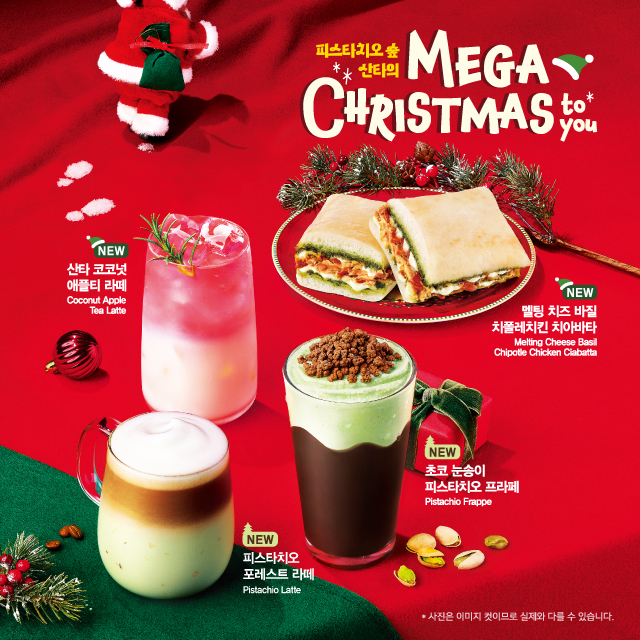 피스타치오 숲
산타의
MEGA
CHRISTMAS to you
NEW
산타 코코넛
애플티 라떼
Coconut Apple
Tea Latte
NEW
멜팅 치즈 바질
치폴레치킨 치아바타
Melting Cheese Basil
Chipotle Chicken Ciabatta
NEW
초코 눈송이
피스타치오 프라페
Pistachio Frappe
NEW
피스타치오
포레스트 라떼
Pistachio Latte
* 사진은 이미지 컷이므로 실제와 다를 수 있습니다.